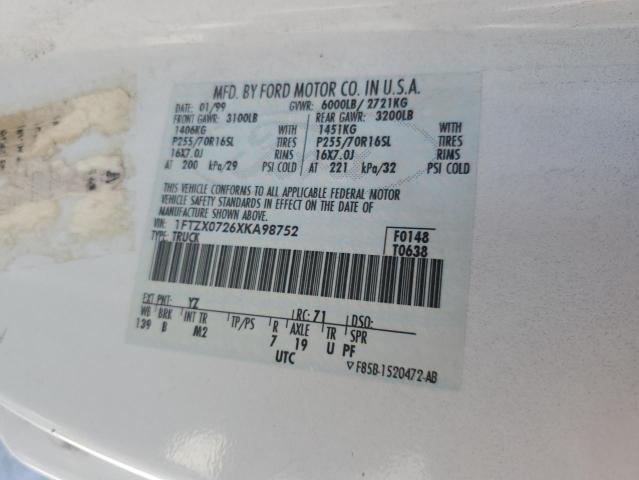 MFD. BY FORD MOTOR CO. IN U.S.A.
DATE: 01/99 GVWR: 6000LB/ 2721KG
FRONT GAWR: 3100LB REAR GAWR: 3200LB
1406KG WITH 1451KG WITH
P255/70R16SL TIRES P255/70R16SL TIRES
16X7.0J RIMS 16X7.0J RIMS
AT 200 kPa/29 PSI COLD AT 221 kPa/32 PSI COLD
THIS VEHICLE CONFORMS TO ALL APPLICABLE FEDERAL MOTOR
VEHICLE SAFETY STANDARDS IN EFFECT ON THE DATE OF
MANUFACTURE SHOWN ABOVE.
VIN: 1FTZX0726XKA98752 F0148
TYPE: TRUCK T0638
EXT PNT: YZ RC: 71 DSO:
WB BRK INT TR TP/PS R AXLE TR SPR
139 B M2 7 19 U PF
UTC
▽ F85B-1520472-AB